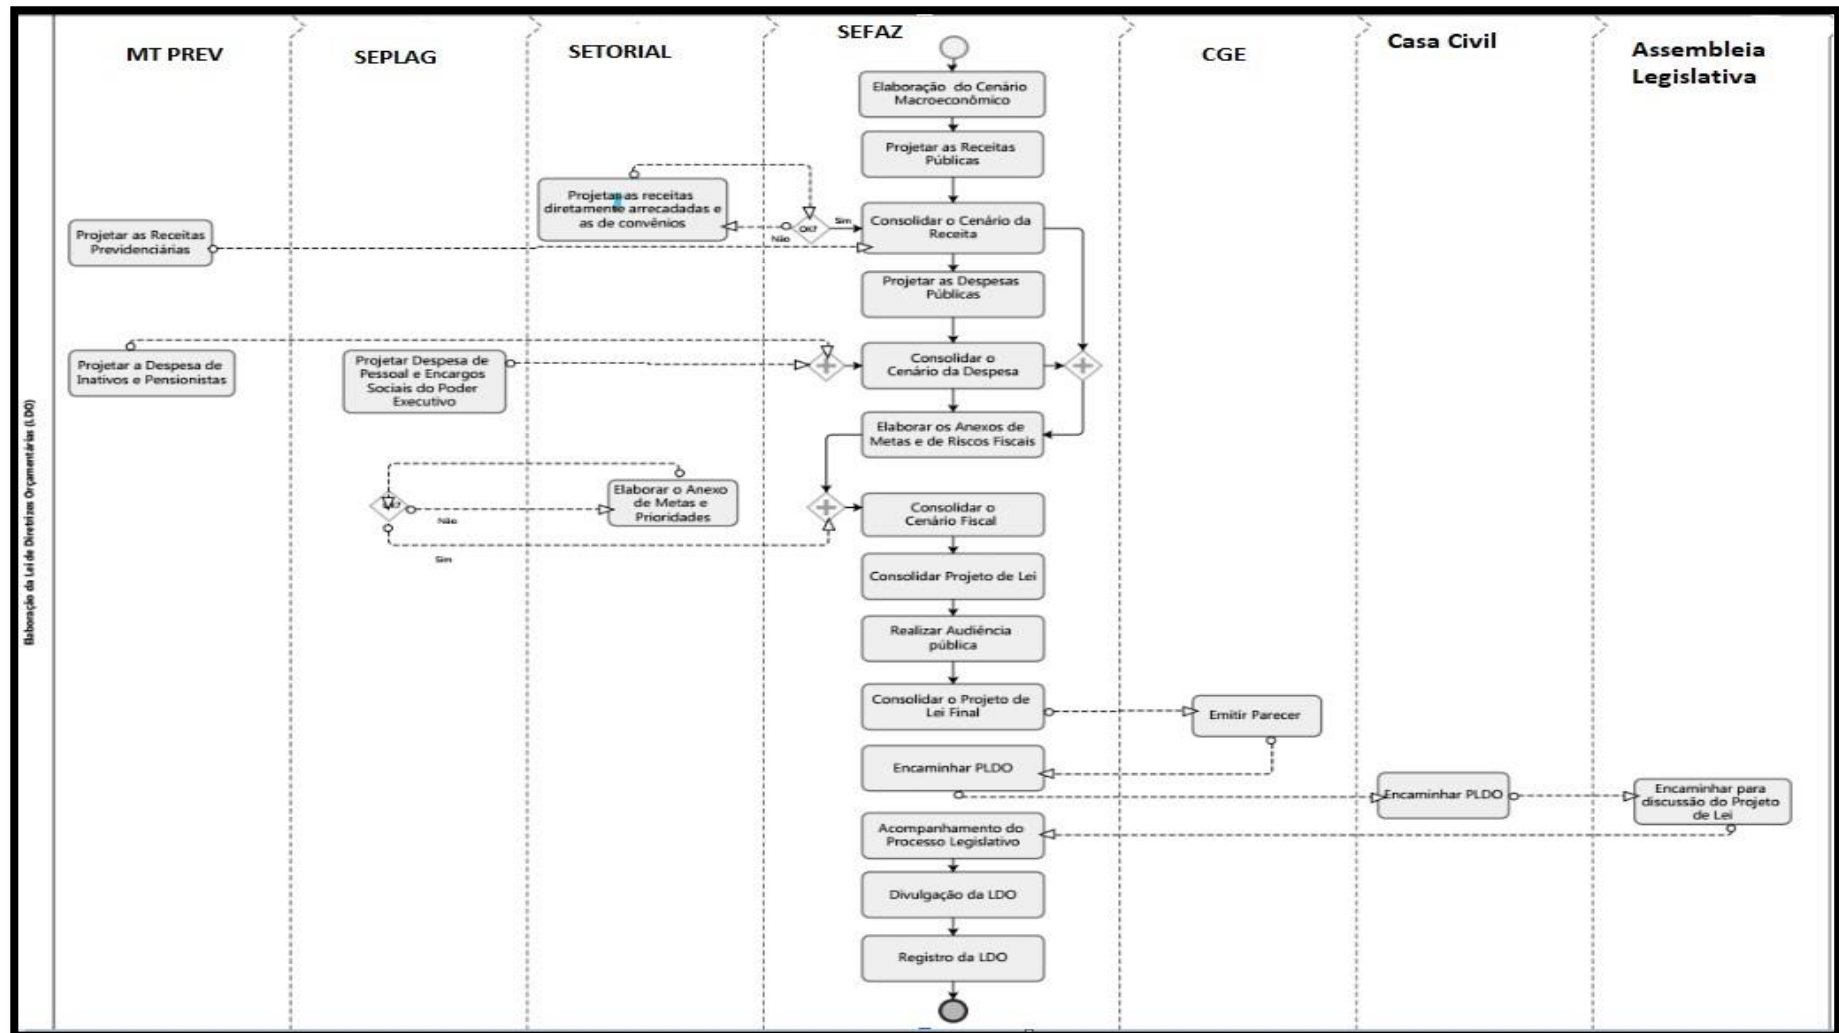 MT PREV
SEPLAG
SETORIAL
SEFAZ
CGE
Casa Civil
Assembleia
Legislativa
Elaboração da Lei de Diretrizes Orçamentárias (LDO)
Elaboração do Cenário
Macroeconômico
Projetar as Receitas
Públicas
Projetar as receitas
diretamente arrecadadas e
as de convênios
OK?
Sim
Não
Consolidar o Cenário da
Receita
Projetar as Receitas
Previdenciárias
Projetar as Despesas
Públicas
Projetar a Despesa de
Inativos e Pensionistas
Projetar Despesa de
Pessoal e Encargos
Sociais do Poder
Executivo
Consolidar o
Cenário da Despesa
Elaborar os Anexos de
Metas e de Riscos Fiscais
Elaborar o Anexo
de Metas e
Prioridades
Não
Sim
Consolidar o
Cenário Fiscal
Consolidar Projeto de Lei
Realizar Audiência
pública
Consolidar o Projeto de
Lei Final
Emitir Parecer
Encaminhar PLDO
Encaminhar PLDO
Encaminhar para
discussão do Projeto
de Lei
Acompanhamento do
Processo Legislativo
Divulgação da LDO
Registro da LDO